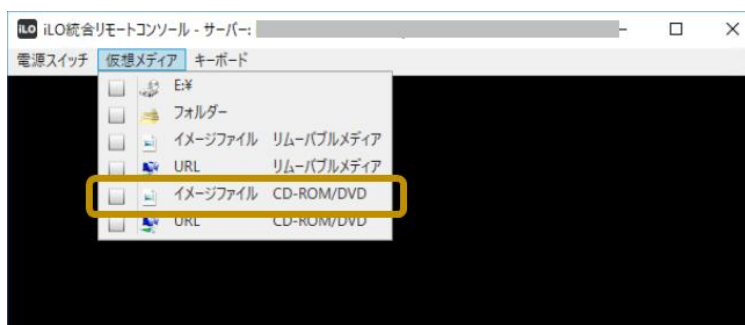 iLO iLO統合リモートコンソール - サーバー:
電源スイッチ 仮想メディア キーボード
E:¥
フォルダー
イメージファイル リムーバブルメディア
URL リムーバブルメディア
イメージファイル CD-ROM/DVD
URL CD-ROM/DVD